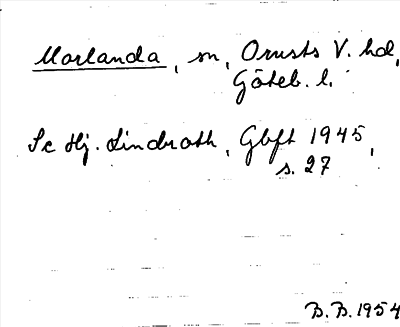 Morlanda, sn, Orusts V. hd,
Göteb. l.
Se Hj. Lindroth, Gbft 1945,
s. 27
B. B. 1954